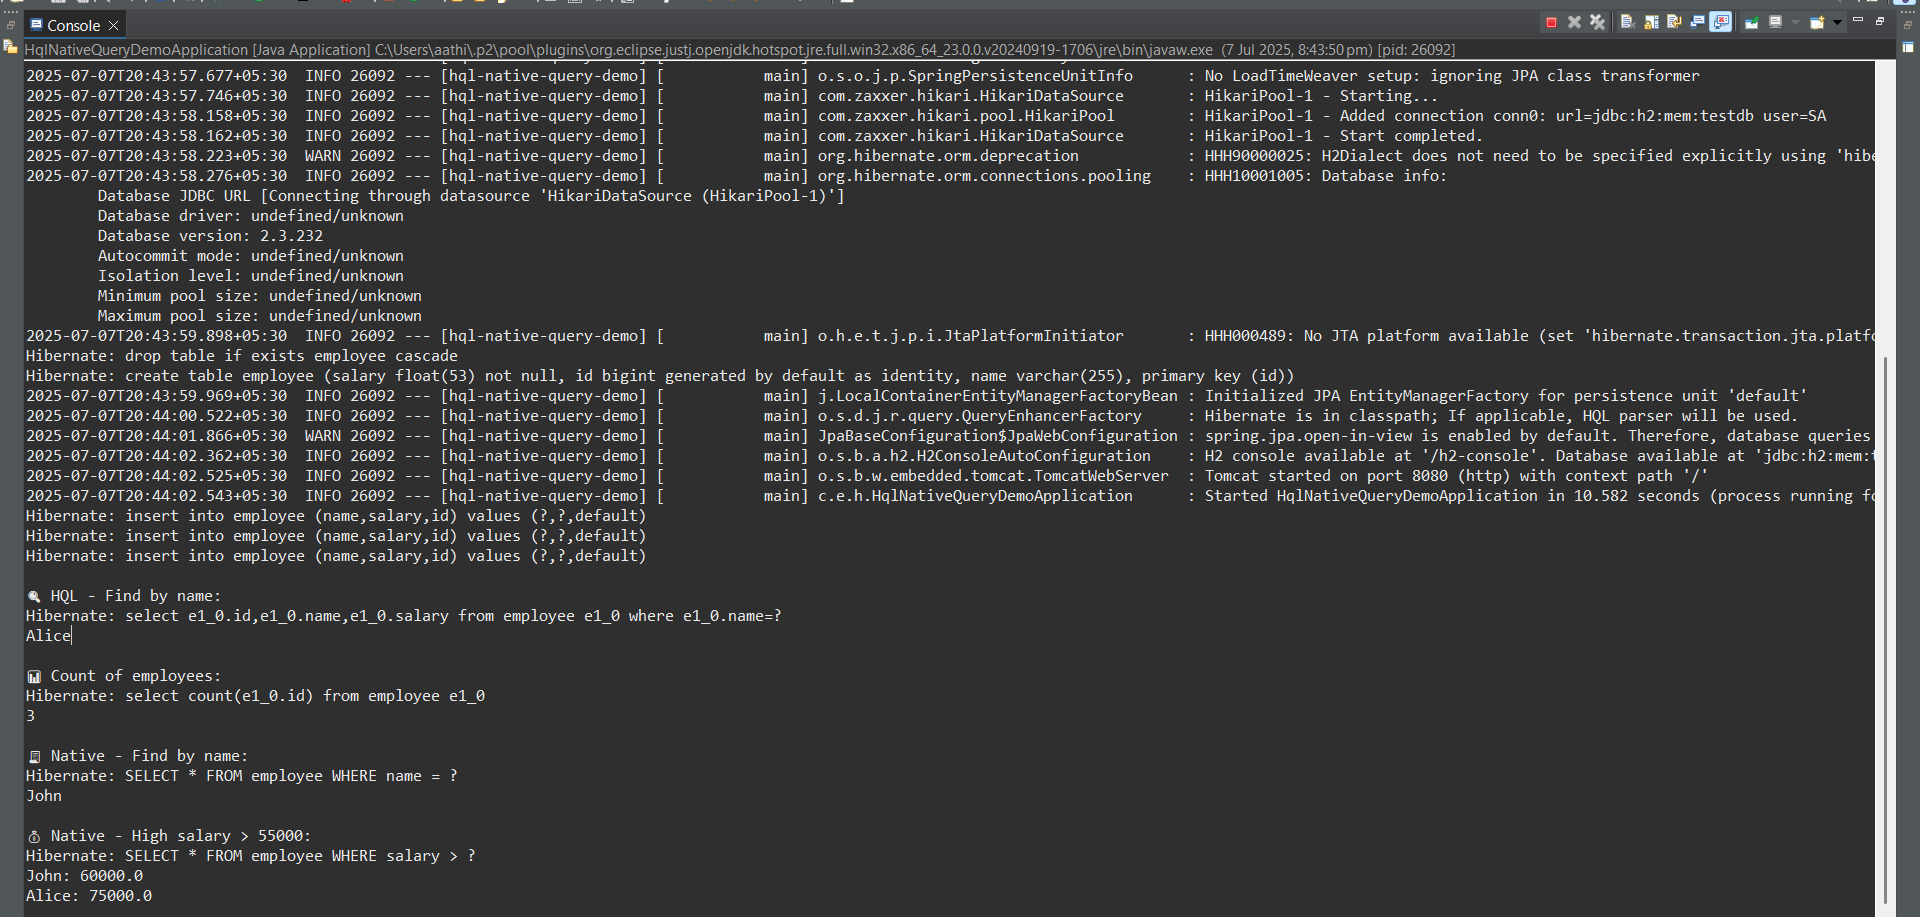 Console
HqlNativeQueryDemoApplication [Java Application] C:\Users\aathi\.p2\pool\plugins\org.eclipse.justj.openjdk.hotspot.jre.full.win32.x86_64_23.0.0.v20240919-1706\jre\bin\javaw.exe (7 Jul 2025, 8:43:50 pm) [pid: 26092]
2025-07-07T20:43:57.677+05:30  INFO 26092 --- [hql-native-query-demo] [           main] o.s.o.j.p.SpringPersistenceUnitInfo      : No LoadTimeWeaver setup: ignoring JPA class transformer
2025-07-07T20:43:57.746+05:30  INFO 26092 --- [hql-native-query-demo] [           main] com.zaxxer.hikari.HikariDataSource       : HikariPool-1 - Starting...
2025-07-07T20:43:58.158+05:30  INFO 26092 --- [hql-native-query-demo] [           main] com.zaxxer.hikari.pool.HikariPool        : HikariPool-1 - Added connection conn0: url=jdbc:h2:mem:testdb user=SA
2025-07-07T20:43:58.162+05:30  INFO 26092 --- [hql-native-query-demo] [           main] com.zaxxer.hikari.HikariDataSource       : HikariPool-1 - Start completed.
2025-07-07T20:43:58.223+05:30  WARN 26092 --- [hql-native-query-demo] [           main] org.hibernate.orm.deprecation            : HHH90000025: H2Dialect does not need to be specified explicitly using 'hibe
2025-07-07T20:43:58.276+05:30  INFO 26092 --- [hql-native-query-demo] [           main] org.hibernate.orm.connections.pooling    : HHH10001005: Database info:
Database JDBC URL [Connecting through datasource 'HikariDataSource (HikariPool-1)']
Database driver: undefined/unknown
Database version: 2.3.232
Autocommit mode: undefined/unknown
Isolation level: undefined/unknown
Minimum pool size: undefined/unknown
Maximum pool size: undefined/unknown
2025-07-07T20:43:59.898+05:30  INFO 26092 --- [hql-native-query-demo] [           main] o.h.e.t.j.p.i.JtaPlatformInitiator       : HHH000489: No JTA platform available (set 'hibernate.transaction.jta.platfo
Hibernate: drop table if exists employee cascade
Hibernate: create table employee (salary float(53) not null, id bigint generated by default as identity, name varchar(255), primary key (id))
2025-07-07T20:43:59.969+05:30  INFO 26092 --- [hql-native-query-demo] [           main] j.LocalContainerEntityManagerFactoryBean : Initialized JPA EntityManagerFactory for persistence unit 'default'
2025-07-07T20:44:00.522+05:30  INFO 26092 --- [hql-native-query-demo] [           main] o.s.d.j.r.query.QueryEnhancerFactory     : Hibernate is in classpath; If applicable, HQL parser will be used.
2025-07-07T20:44:01.866+05:30  WARN 26092 --- [hql-native-query-demo] [           main] JpaBaseConfiguration$JpaWebConfiguration : spring.jpa.open-in-view is enabled by default. Therefore, database queries
2025-07-07T20:44:02.362+05:30  INFO 26092 --- [hql-native-query-demo] [           main] o.s.b.a.h2.H2ConsoleAutoConfiguration    : H2 console available at '/h2-console'. Database available at 'jdbc:h2:mem:t
2025-07-07T20:44:02.525+05:30  INFO 26092 --- [hql-native-query-demo] [           main] o.s.b.w.embedded.tomcat.TomcatWebServer  : Tomcat started on port 8080 (http) with context path '/'
2025-07-07T20:44:02.543+05:30  INFO 26092 --- [hql-native-query-demo] [           main] c.e.h.HqlNativeQueryDemoApplication      : Started HqlNativeQueryDemoApplication in 10.582 seconds (process running fo
Hibernate: insert into employee (name,salary,id) values (?,?,default)
Hibernate: insert into employee (name,salary,id) values (?,?,default)
Hibernate: insert into employee (name,salary,id) values (?,?,default)
🔍 HQL - Find by name:
Hibernate: select e1_0.id,e1_0.name,e1_0.salary from employee e1_0 where e1_0.name=?
Alice
📊 Count of employees:
Hibernate: select count(e1_0.id) from employee e1_0
3
🧾 Native - Find by name:
Hibernate: SELECT * FROM employee WHERE name = ?
John
💰 Native - High salary > 55000:
Hibernate: SELECT * FROM employee WHERE salary > ?
John: 60000.0
Alice: 75000.0